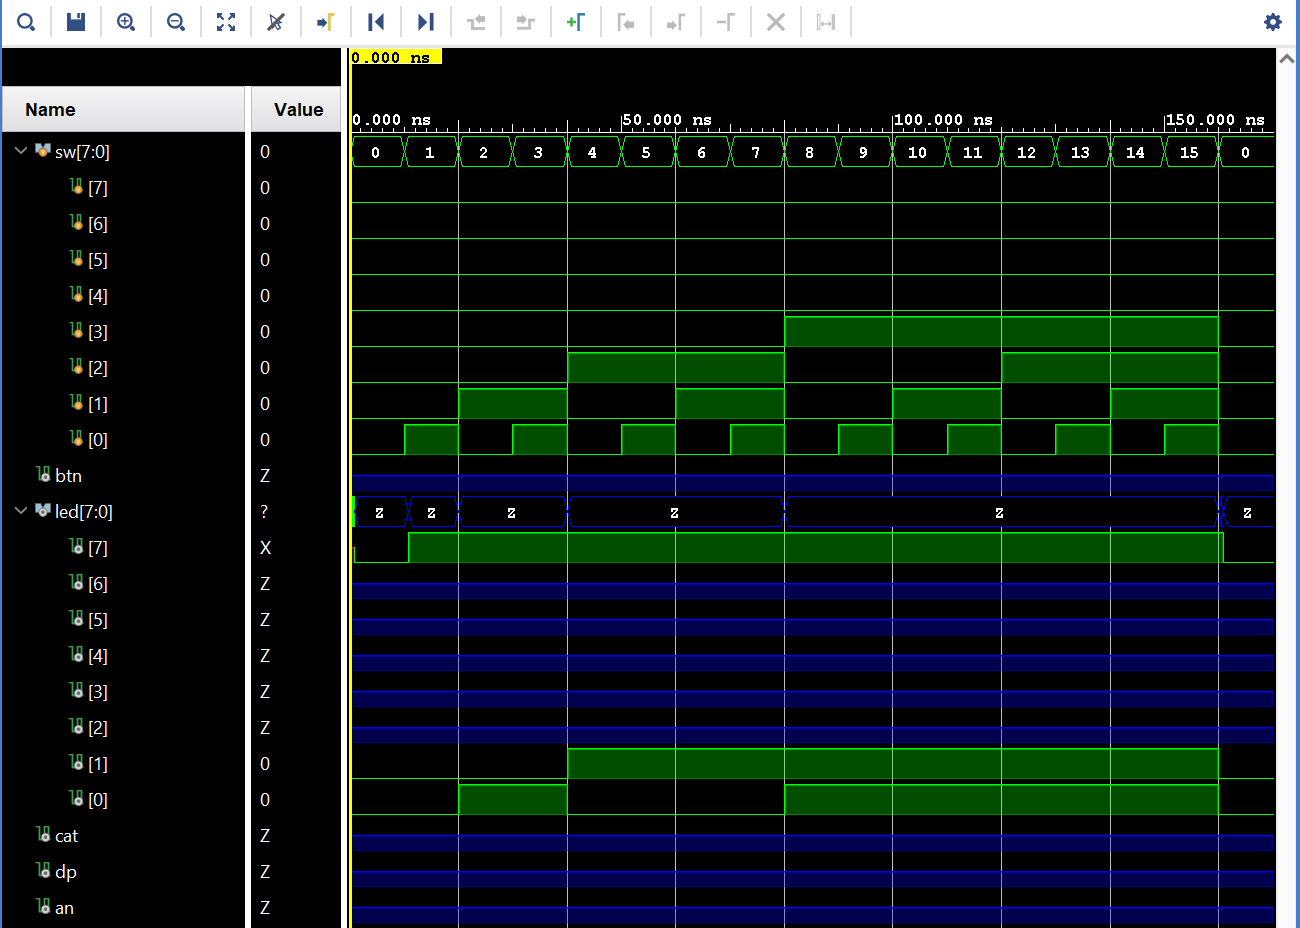 0.000 ns
Name Value
0.000 ns 50.000 ns 100.000 ns 150.000 ns
sw[7:0] 0 0 1 2 3 4 5 6 7 8 9 10 11 12 13 14 15 0
[7] 0
[6] 0
[5] 0
[4] 0
[3] 0
[2] 0
[1] 0
[0] 0
btn Z
led[7:0] ? z z z z z z
[7] X
[6] Z
[5] Z
[4] Z
[3] Z
[2] Z
[1] 0
[0] 0
cat Z
dp Z
an Z